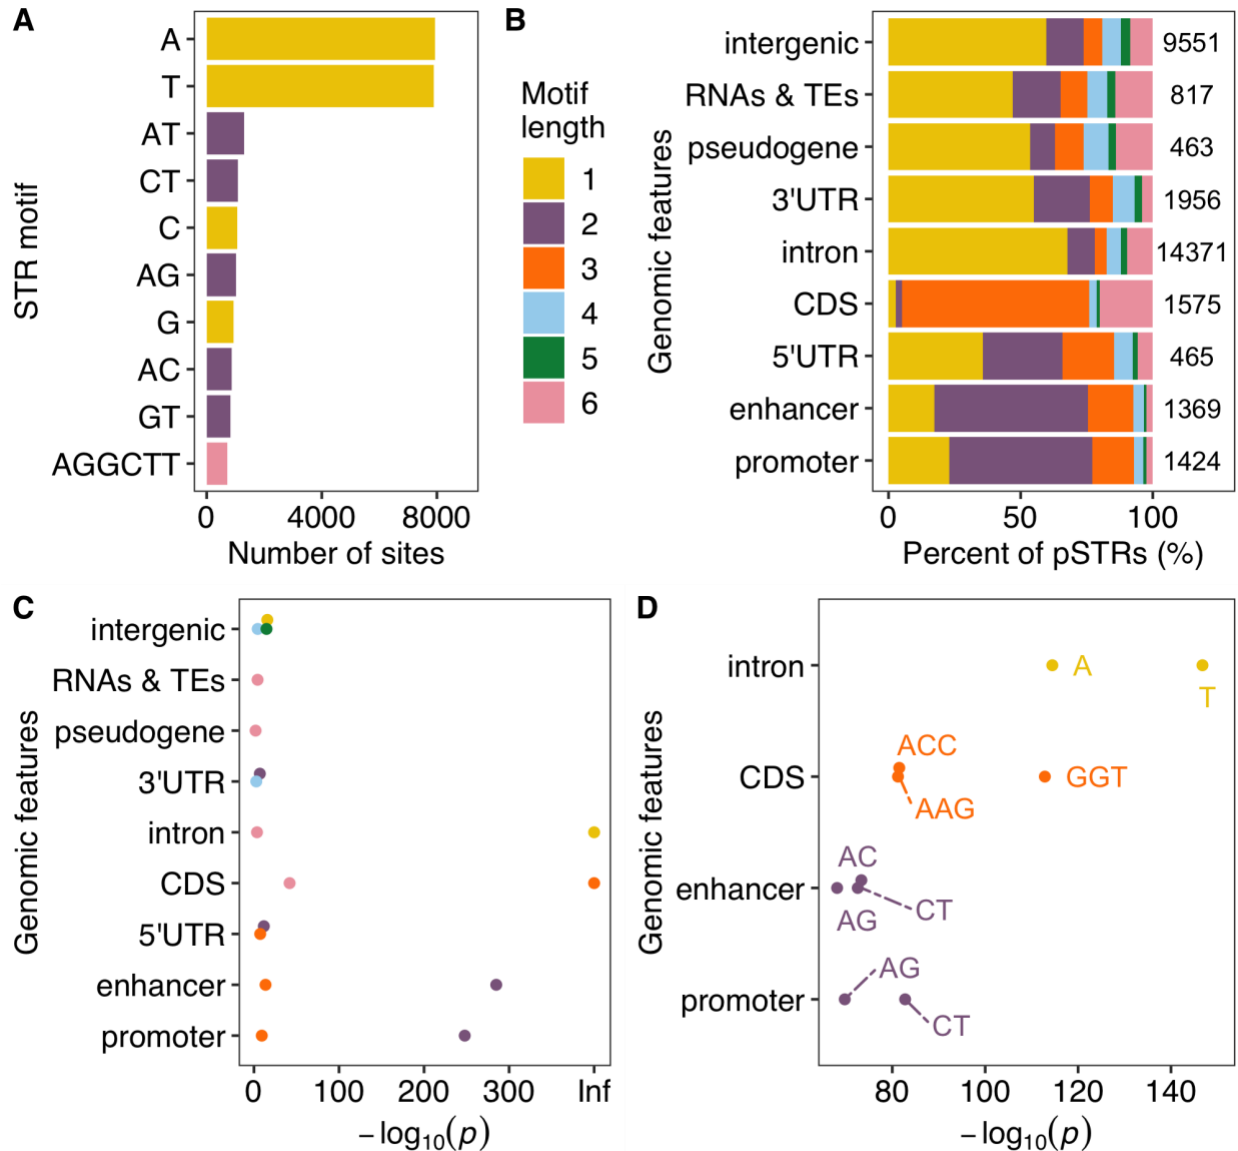 A
STR motif
A
T
AT
CT
C
AG
G
AC
GT
AGGCTT
0 4000 8000
Number of sites
Motif
length
1
2
3
4
5
6
B
Genomic features
intergenic 9551
RNAs & TEs 817
pseudogene 463
3'UTR 1956
intron 14371
CDS 1575
5'UTR 465
enhancer 1369
promoter 1424
0 50 100
Percent of pSTRs (%)
C
Genomic features
intergenic
RNAs & TEs
pseudogene
3'UTR
intron
CDS
5'UTR
enhancer
promoter
0 100 200 300 Inf
−log₁₀(p)
D
Genomic features
intron A
T
ACC
CDS GGT
AAG
AC
enhancer
CT
AG
AG
promoter
CT
80 100 120 140
−log₁₀(p)